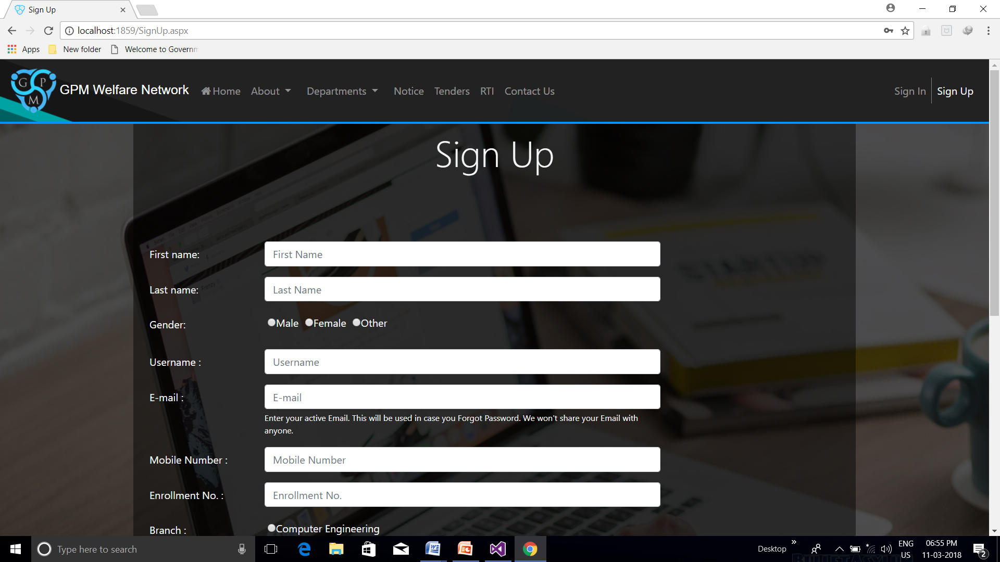 Sign Up
localhost:1859/SignUp.aspx
Apps New folder Welcome to Governm
G P M
GPM Welfare Network Home About Departments Notice Tenders RTI Contact Us Sign In Sign Up
Sign Up
First name: First Name
Last name: Last Name
Gender: Male Female Other
Username : Username
E-mail : E-mail
Enter your active Email. This will be used in case you Forgot Password. We won't share your Email with
anyone.
Mobile Number : Mobile Number
Enrollment No. : Enrollment No.
Branch : Computer Engineering
Type here to search
Desktop
ENG 06:55 PM
US 11-03-2018 2